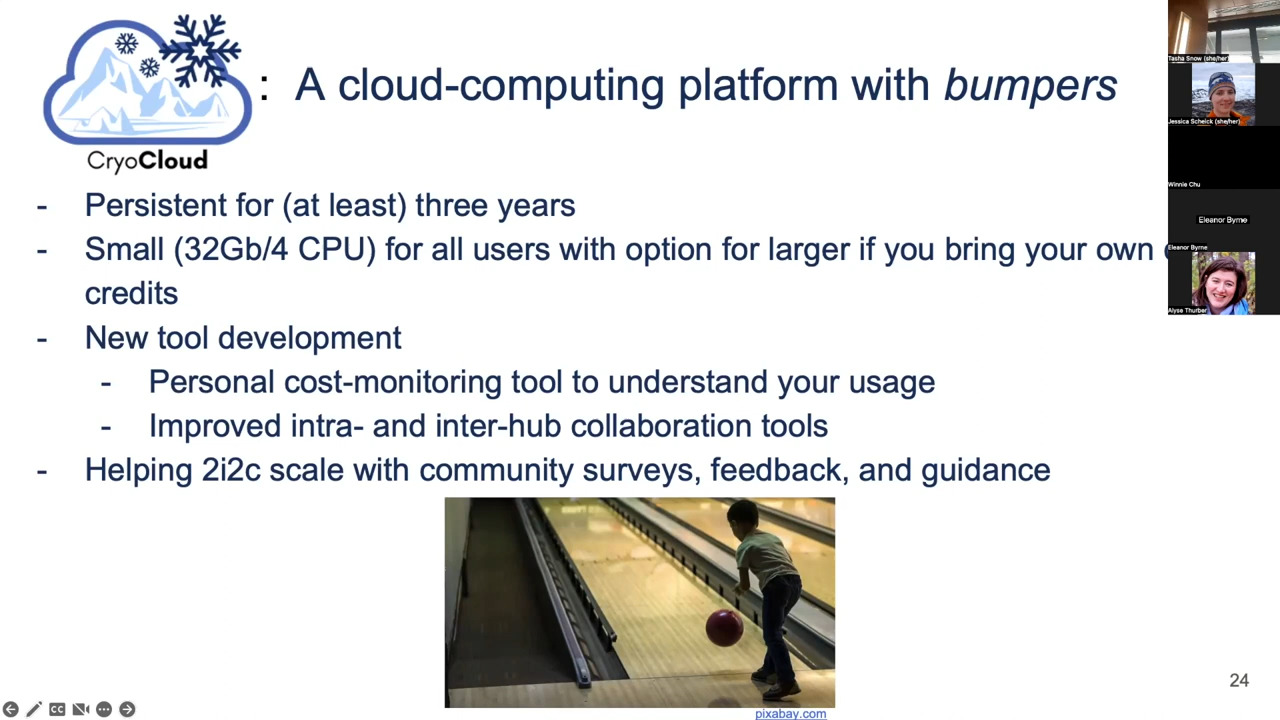 : A cloud-computing platform with bumpers
CryoCloud
- Persistent for (at least) three years
- Small (32Gb/4 CPU) for all users with option for larger if you bring your own
credits
- New tool development
- Personal cost-monitoring tool to understand your usage
- Improved intra- and inter-hub collaboration tools
- Helping 2i2c scale with community surveys, feedback, and guidance
pixabay.com
24
CC
Tasha Snow (she/her)
Jessica Scheick (she/her)
Winnie Chu
Eleanor Byrne
Eleanor Byrne
Alyse Thurber